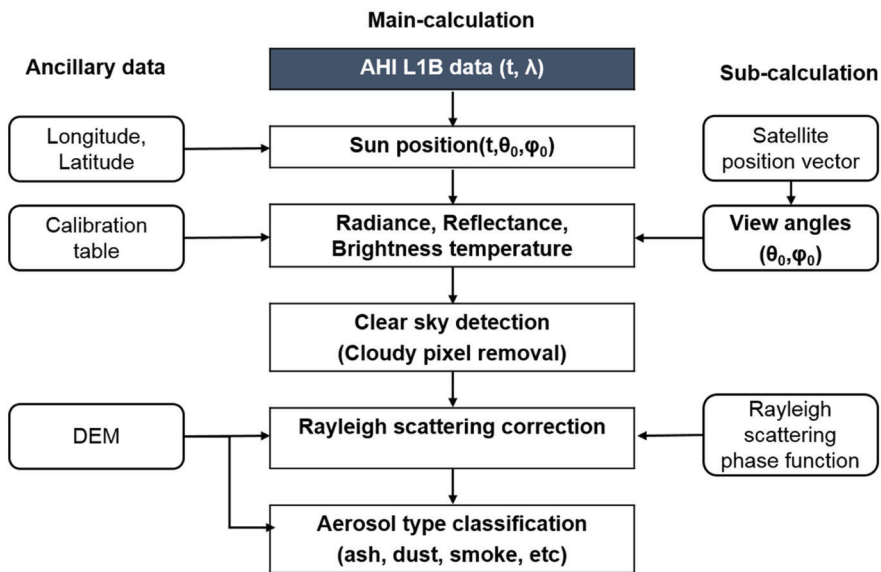 Main-calculation
Ancillary data
Sub-calculation
AHI L1B data (t, λ)
Longitude,
Latitude
Sun position(t,θ₀,φ₀)
Satellite
position vector
Calibration
table
Radiance, Reflectance,
Brightness temperature
View angles
(θ₀,φ₀)
Clear sky detection
(Cloudy pixel removal)
DEM
Rayleigh scattering correction
Rayleigh
scattering
phase function
Aerosol type classification
(ash, dust, smoke, etc)